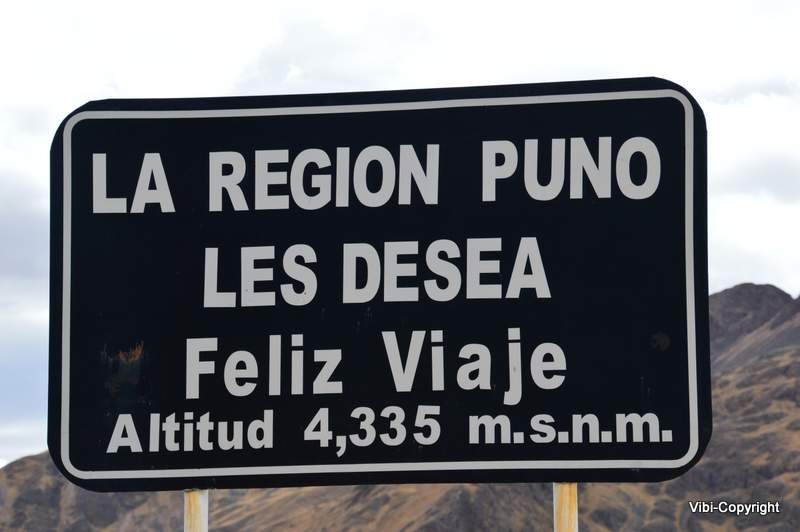 LA REGION PUNO
LES DESEA
Feliz Viaje
Altitud 4,335 m.s.n.m.
Vibi-Copyright